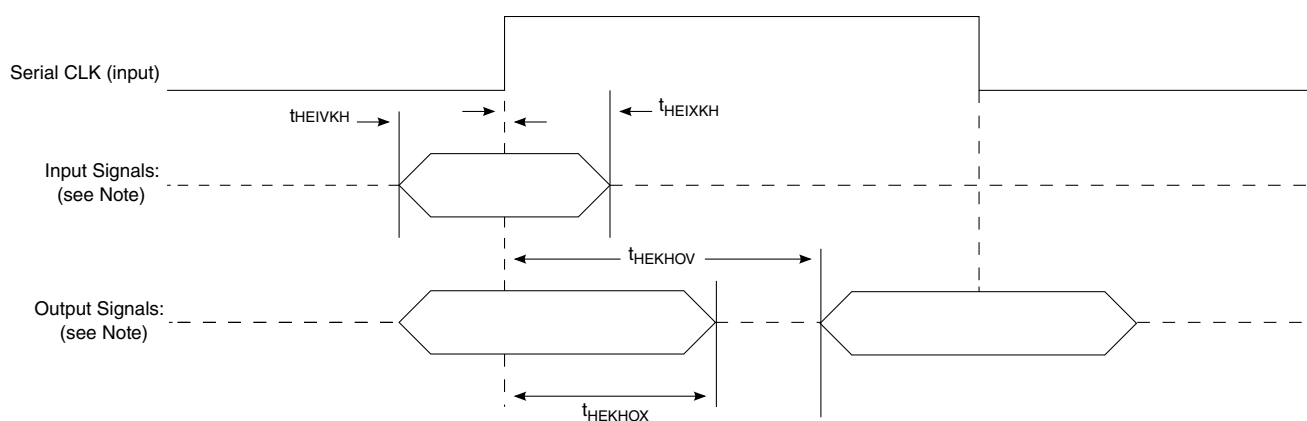 Serial CLK (input)
tHEIVKH
tHEIXKH
Input Signals:
(see Note)
tHEKHOV
Output Signals:
(see Note)
tHEKHOX